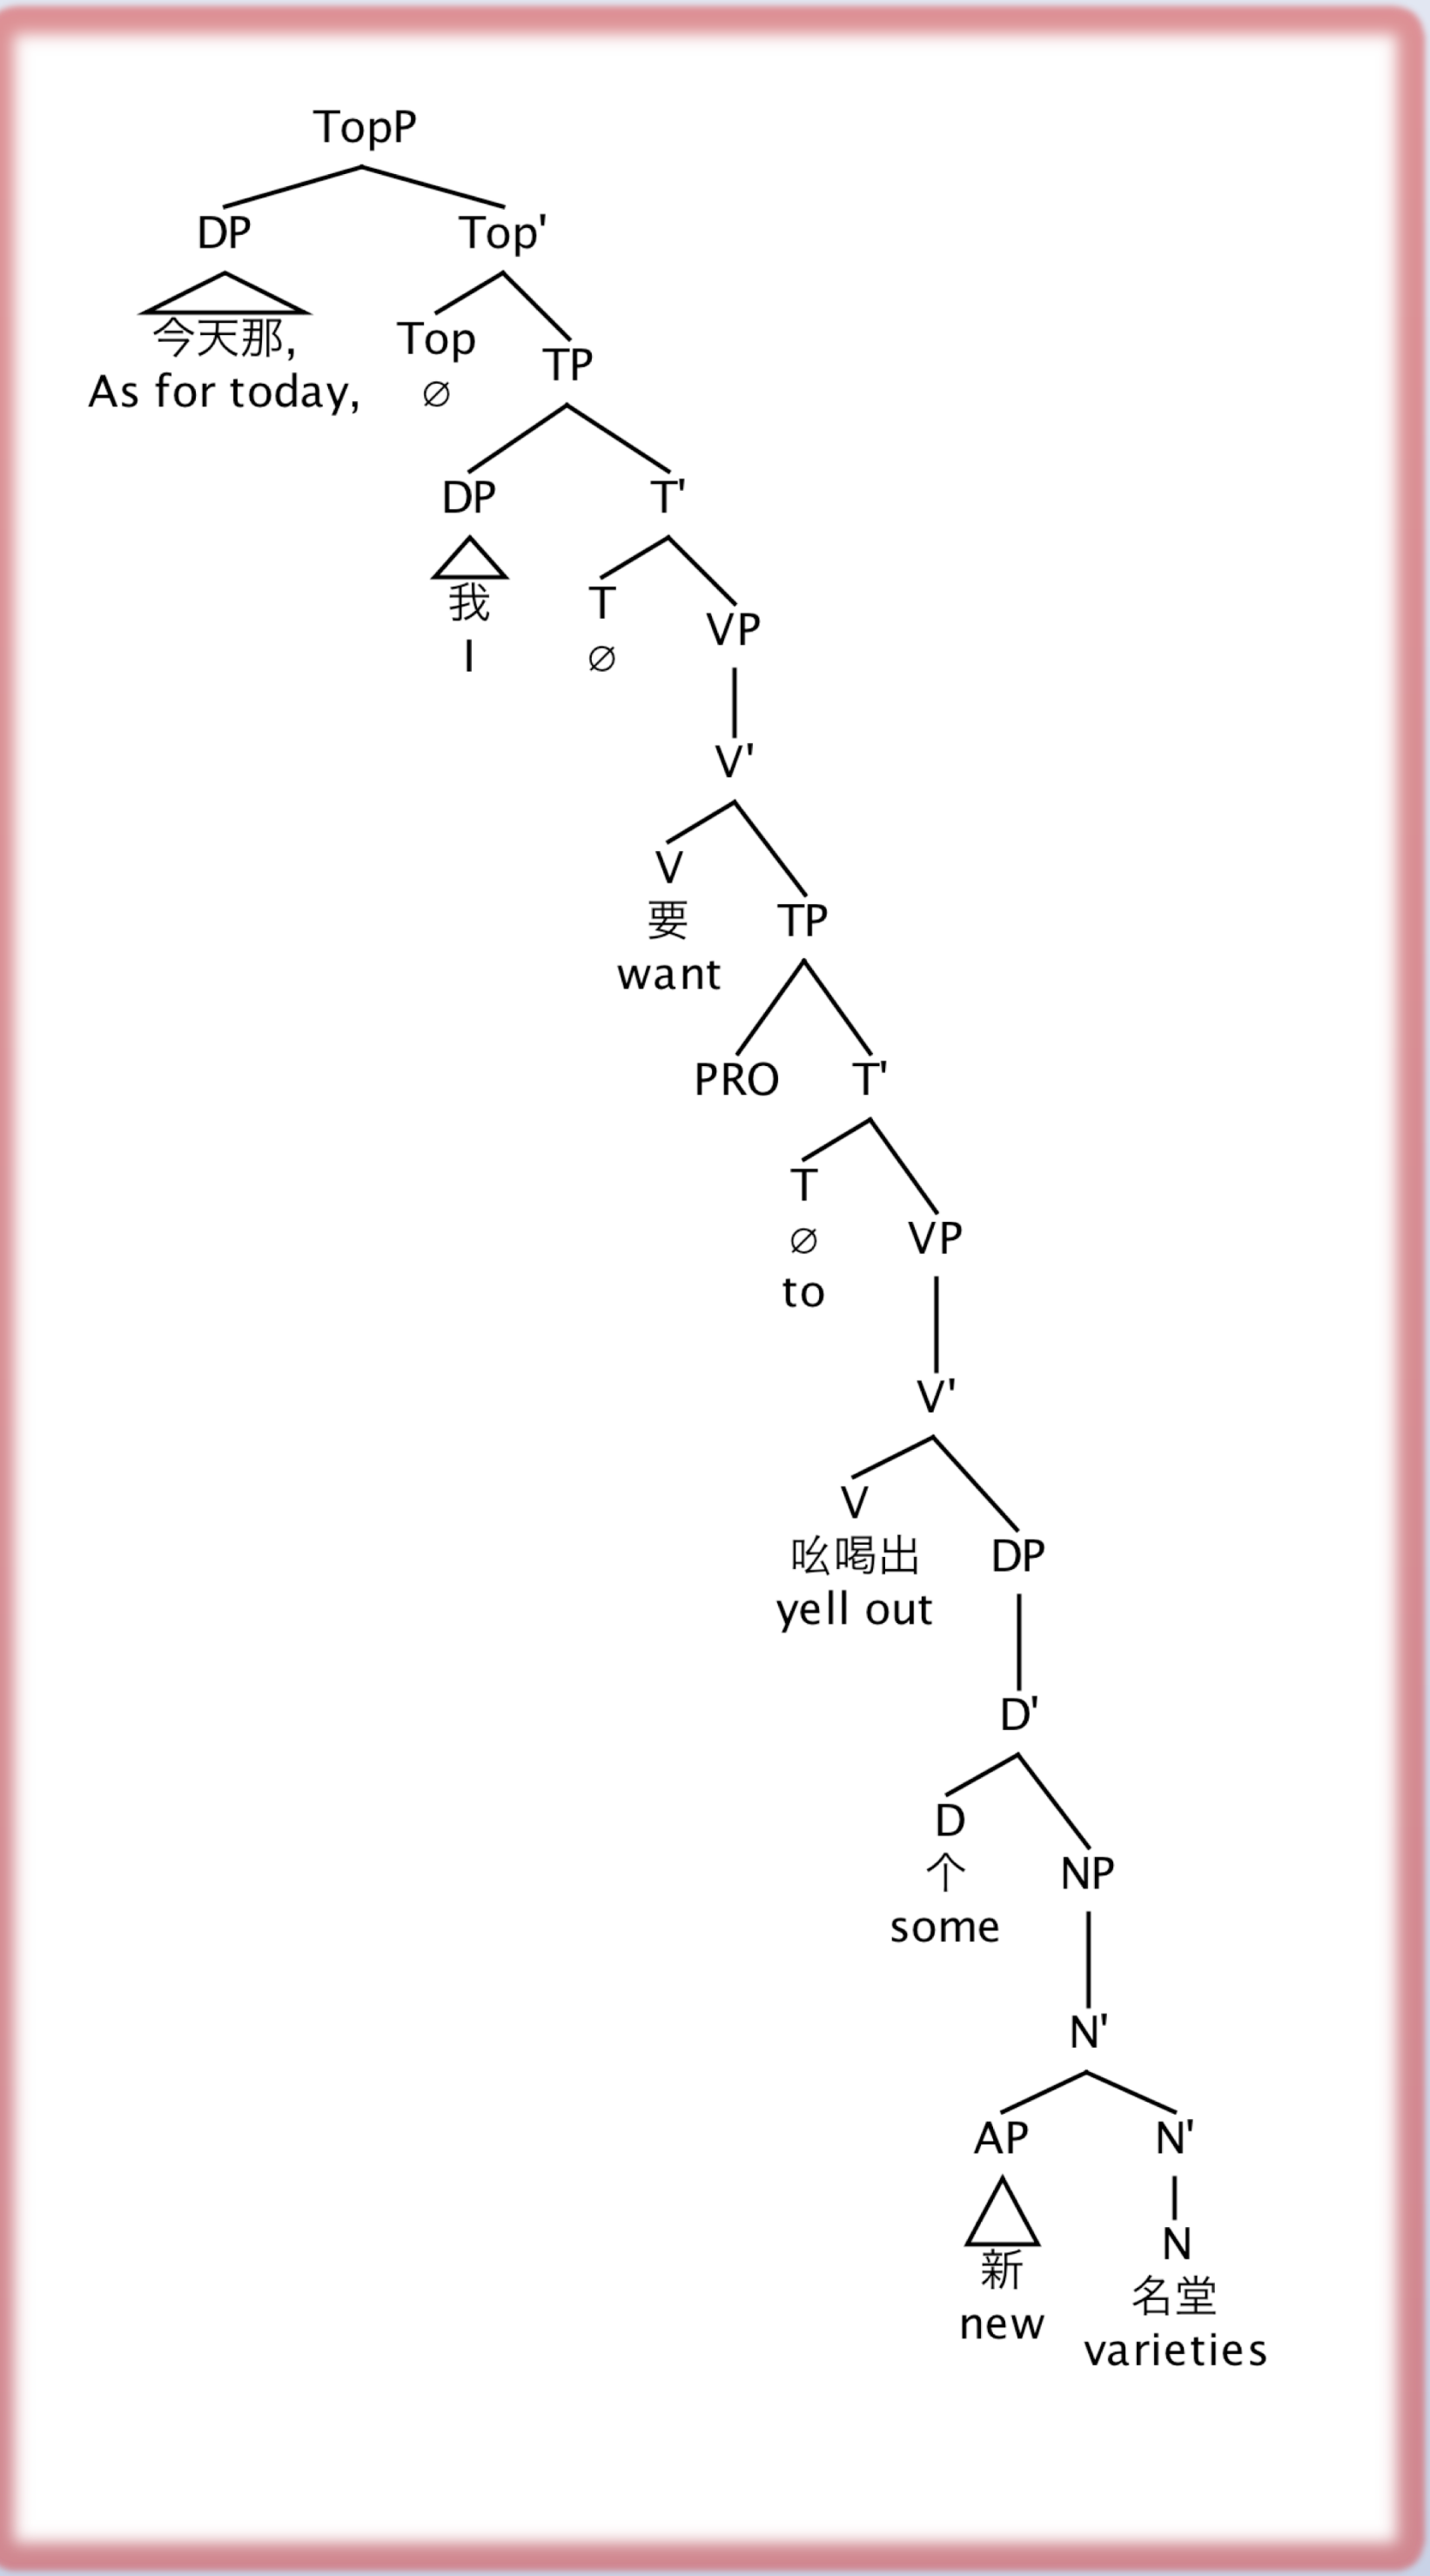 TopP
DP Top'
今天那, Top TP
As for today, ∅
DP T'
我 T VP
I ∅
V'
V
要 TP
want
PRO T'
T
∅ VP
to
V'
V
吆喝出 DP
yell out
D'
D
个 NP
some
N'
AP N'
N
新 名堂
new varieties